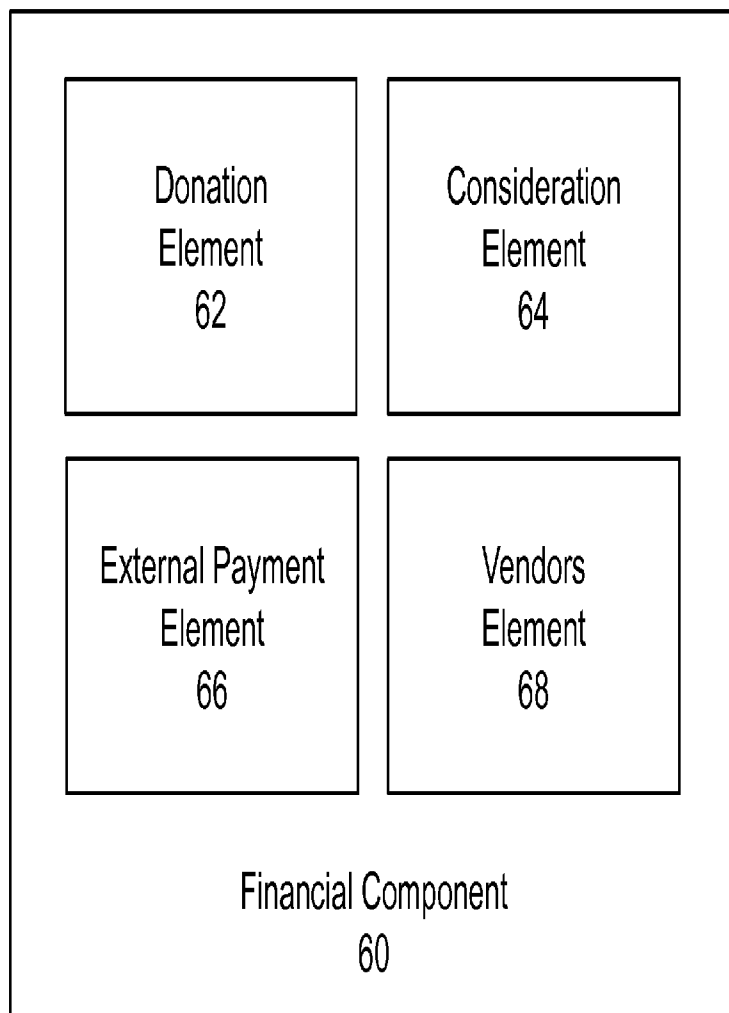 Donation
Element
62
Consideration
Element
64
External Payment
Element
66
Vendors
Element
68
Financial Component
60